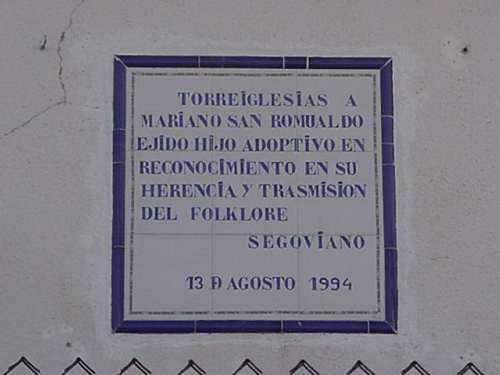 TORREIGLESIAS A
MARIANO SAN ROMUALDO
EJIDO HIJO ADOPTIVO EN
RECONOCIMIENTO EN SU
HERENCIA Y TRASMISION
DEL FOLKLORE
SEGOVIANO
13 D AGOSTO 1994